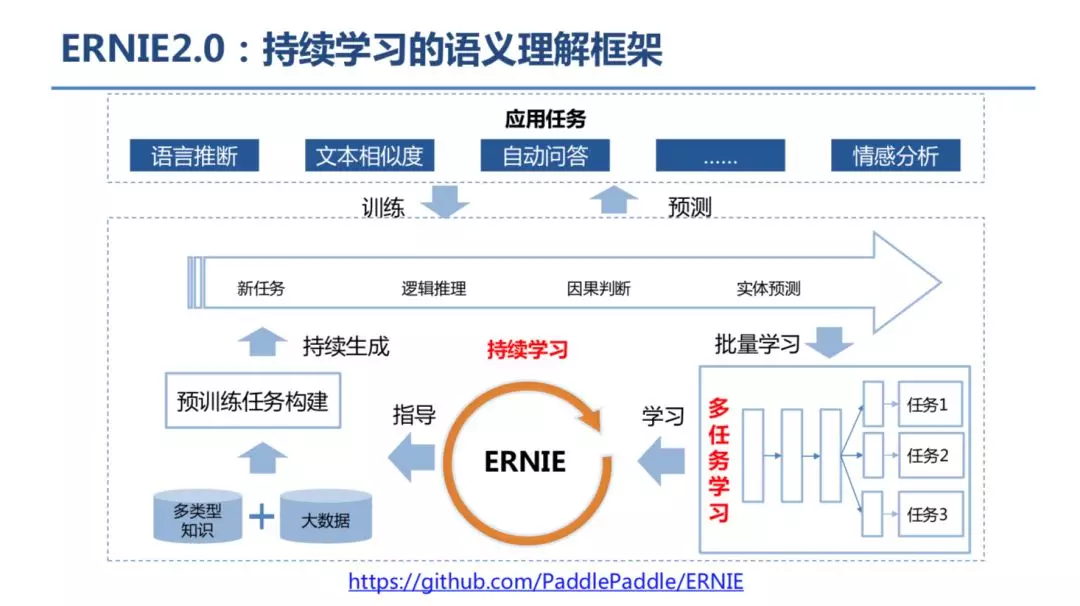 ERNIE2.0：持续学习的语义理解框架
应用任务
语言推断
文本相似度
自动问答
……
情感分析
训练
预测
新任务
逻辑推理
因果判断
实体预测
持续生成
持续学习
批量学习
预训练任务构建
指导
ERNIE
学习
多任务学习
任务1
任务2
任务3
多类型
知识
+
大数据
https://github.com/PaddlePaddle/ERNIE